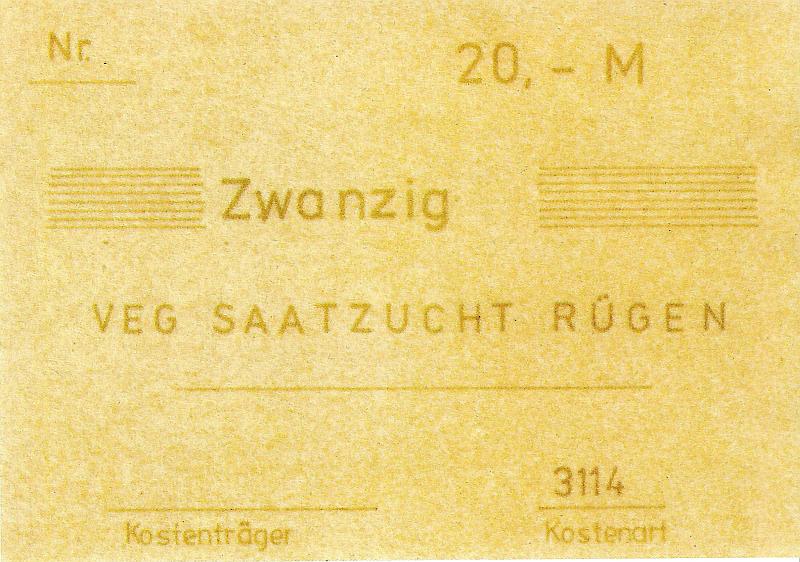 Nr.
20,- M
Zwanzig
VEG SAATZUCHT RÜGEN
3114
Kostenträger
Kostenart